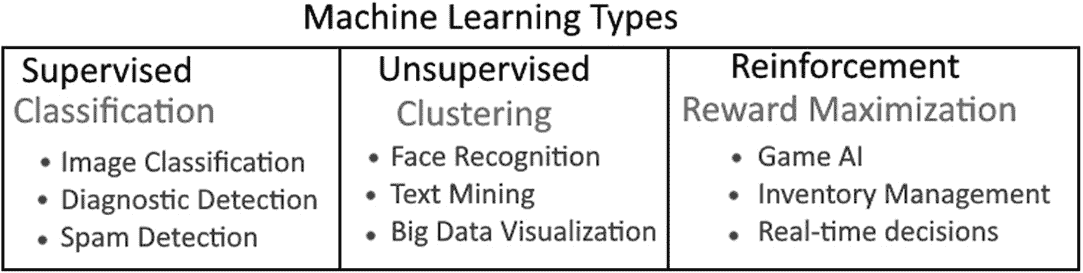 Machine Learning Types
Supervised
Classification
• Image Classification
• Diagnostic Detection
• Spam Detection
Unsupervised
Clustering
• Face Recognition
• Text Mining
• Big Data Visualization
Reinforcement
Reward Maximization
• Game AI
• Inventory Management
• Real-time decisions